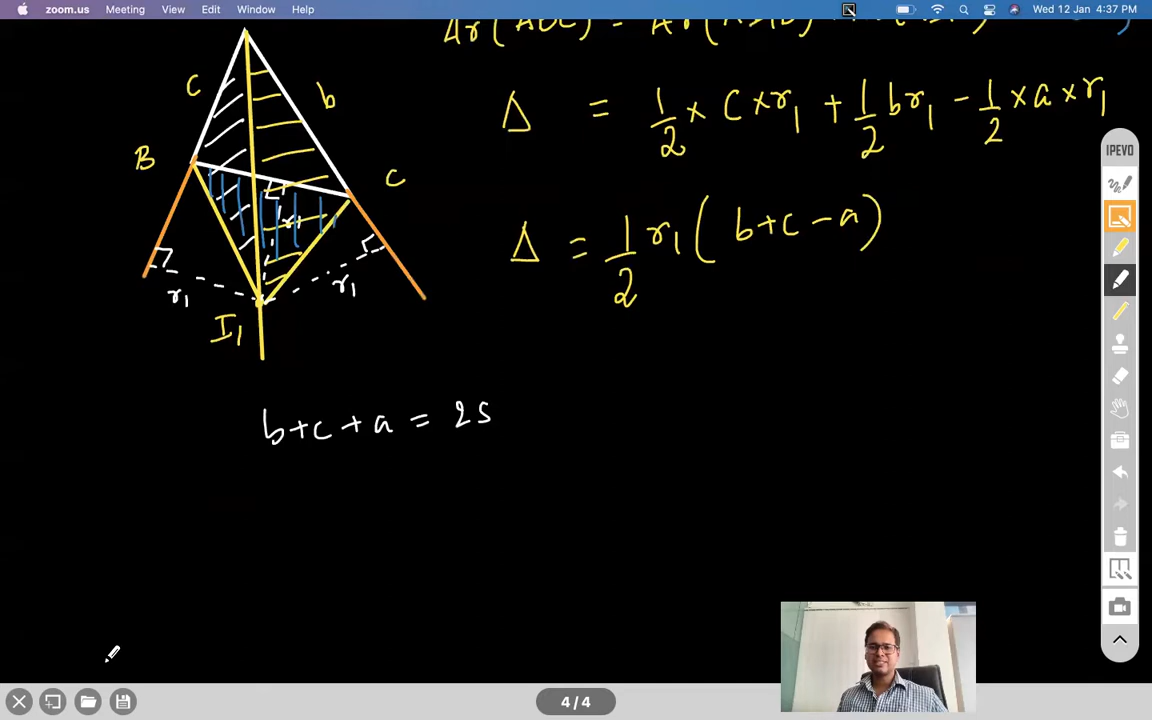 zoom.us Meeting View Edit Window Help Wed 12 Jan 4:37 PM
c
b
B
C
Δ = 1/2 × c × r₁ + 1/2 b r₁ − 1/2 × a × r₁
IPEVO
r₁
Δ = 1/2 r₁ ( b + c − a )
r₁ r₁
I₁
b + c + a = 2s
4/4